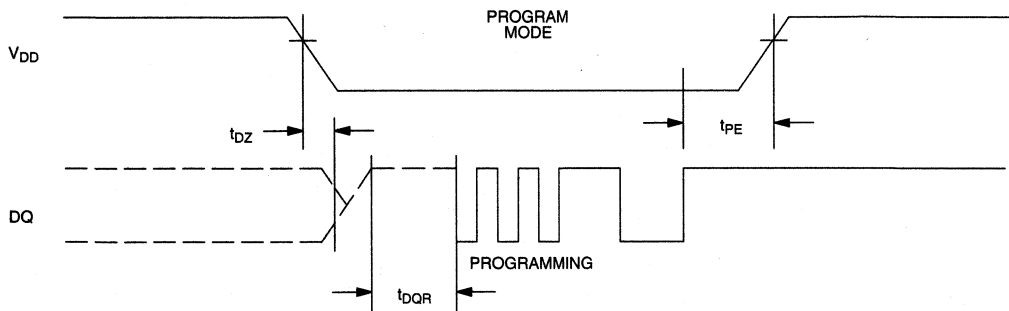 PROGRAM
MODE
VDD
tDZ
tPE
DQ
PROGRAMMING
tDQR